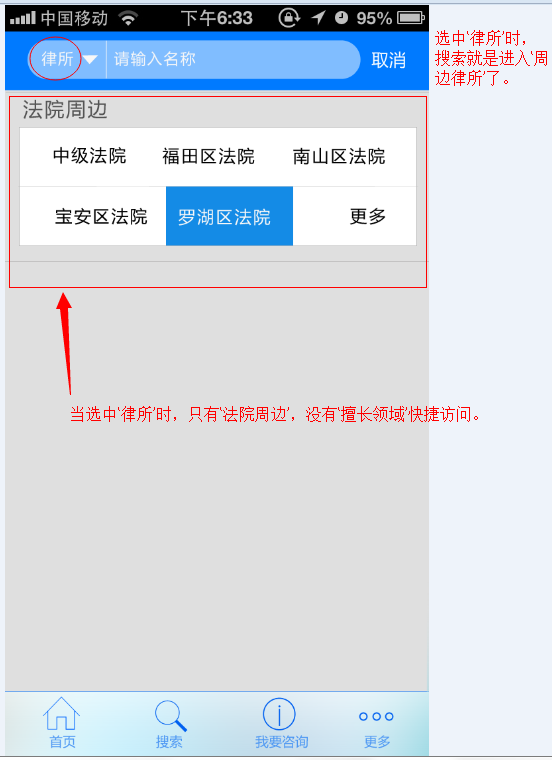 中国移动 下午6:33 95%
律所 请输入名称 取消
选中‘律所’时，
搜索就是进入‘周
边律所’了。
法院周边
中级法院 福田区法院 南山区法院
宝安区法院 罗湖区法院 更多
当选中‘律所’时，只有‘法院周边’，没有‘擅长领域’快捷访问。
首页 搜索 我要咨询 更多